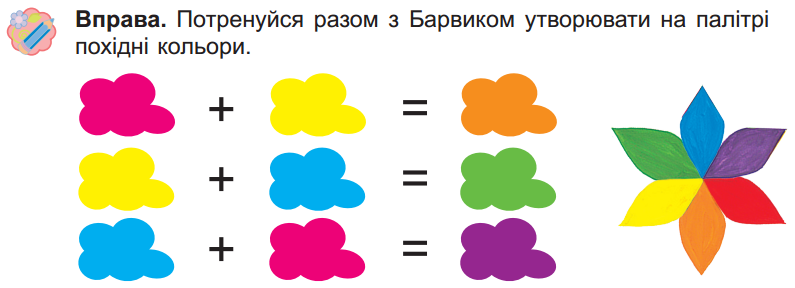 Вправа. Потренуйся разом з Барвиком утворювати на палітрі
похідні кольори.
+ =
+ =
+ =